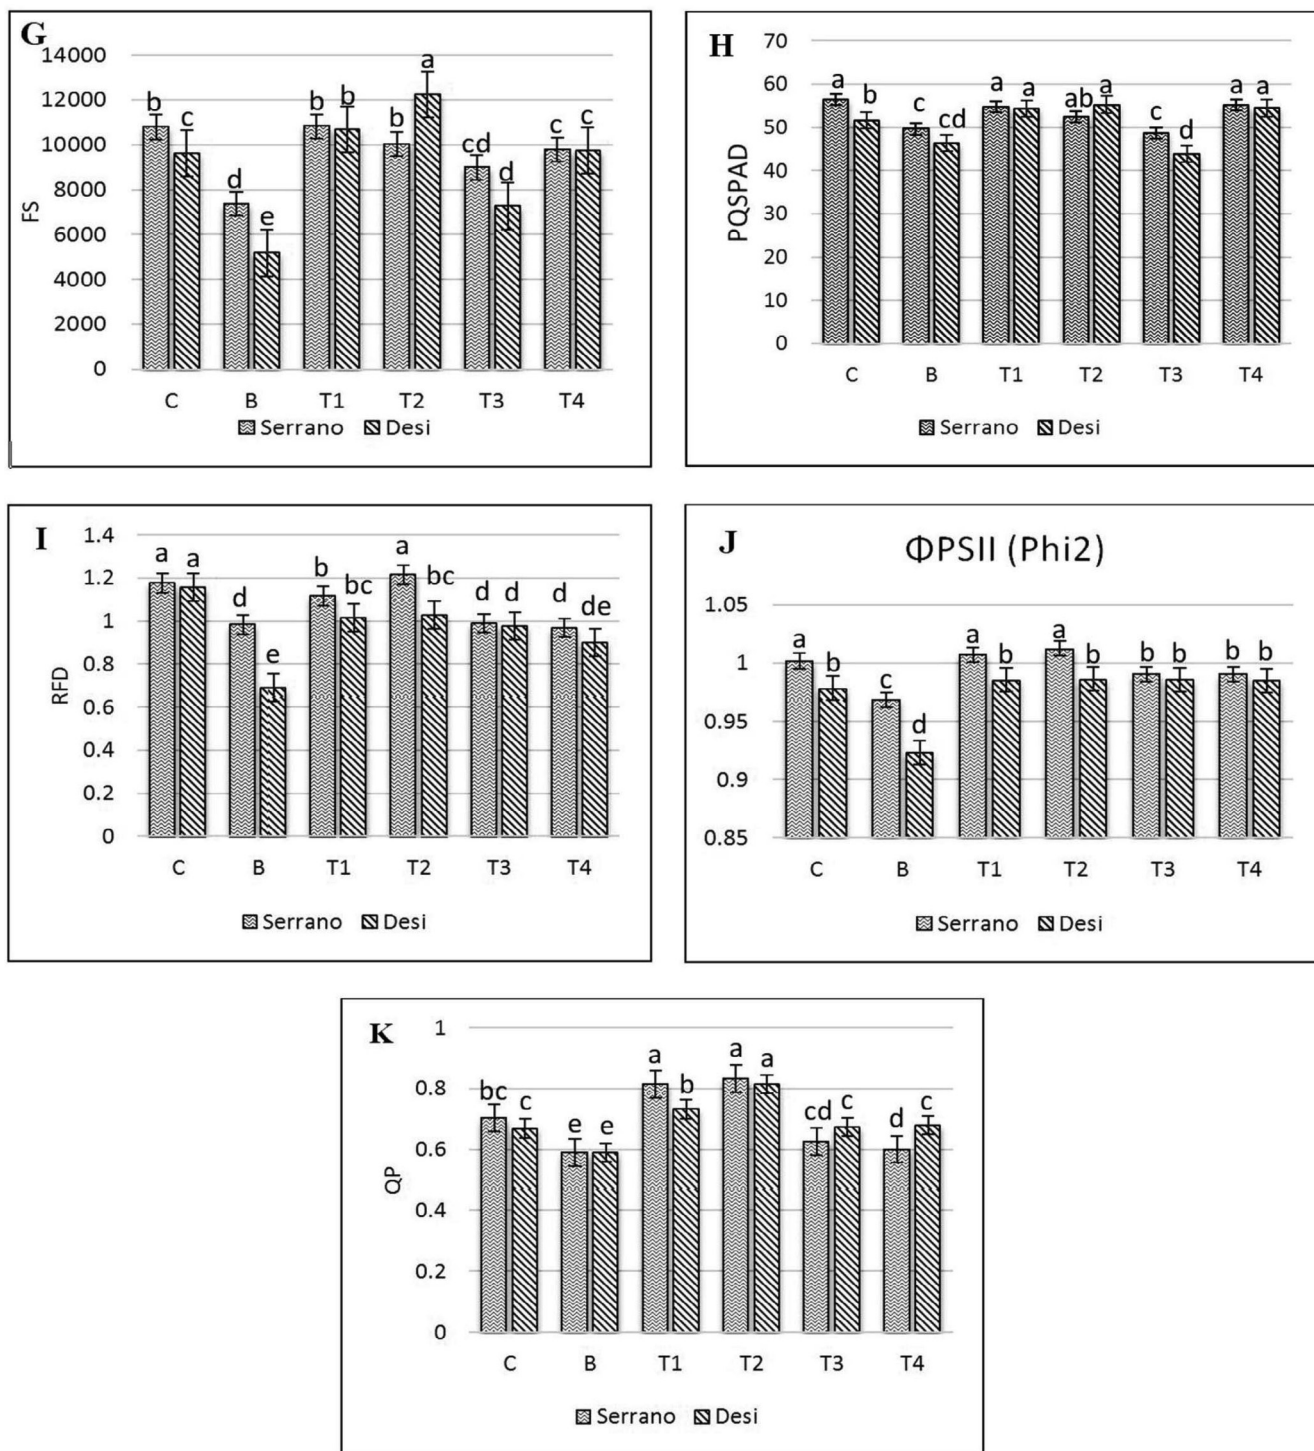 G
FS
14000
12000
10000
8000
6000
4000
2000
0
b c d e b b b a cd d c c
C B T1 T2 T3 T4
Serrano Desi
H
PQSPAD
70
60
50
40
30
20
10
0
a b c cd a a ab a c d a a
C B T1 T2 T3 T4
Serrano Desi
I
RFD
1.4
1.2
1
0.8
0.6
0.4
0.2
0
a a d e b bc a bc d d d de
C B T1 T2 T3 T4
Serrano Desi
J
ΦPSII (Phi2)
1.05
1
0.95
0.9
0.85
a b c d a b a b b b b b
C B T1 T2 T3 T4
Serrano Desi
K
QP
1
0.8
0.6
0.4
0.2
0
bc c e e a b a a cd c d c
C B T1 T2 T3 T4
Serrano Desi